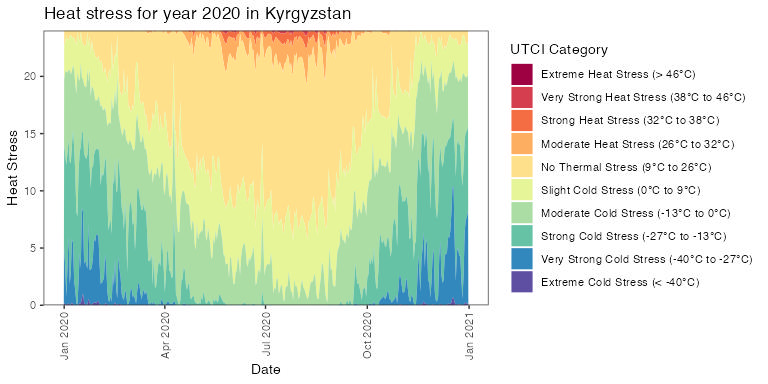 Heat stress for year 2020 in Kyrgyzstan
Heat Stress
20
15
10
5
0
Jan 2020
Apr 2020
Jul 2020
Oct 2020
Jan 2021
Date
UTCI Category
Extreme Heat Stress (> 46°C)
Very Strong Heat Stress (38°C to 46°C)
Strong Heat Stress (32°C to 38°C)
Moderate Heat Stress (26°C to 32°C)
No Thermal Stress (9°C to 26°C)
Slight Cold Stress (0°C to 9°C)
Moderate Cold Stress (-13°C to 0°C)
Strong Cold Stress (-27°C to -13°C)
Very Strong Cold Stress (-40°C to -27°C)
Extreme Cold Stress (< -40°C)